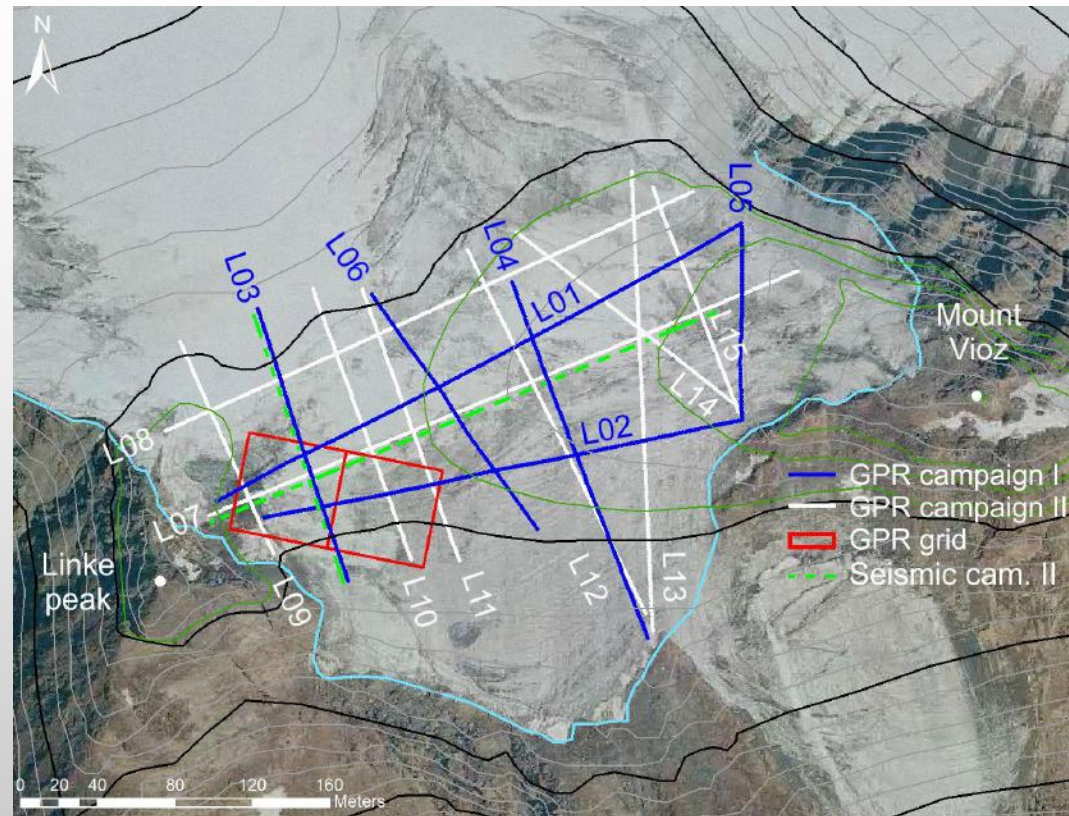 N
L05
L04
L06
L03
L01
Mount
Vioz
L15
L14
L08
L02
GPR campaign I
L07
GPR campaign II
GPR grid
Linke
peak
Seismic cam. II
L09
L10
L11
L12
L13
0 20 40 80 120 160
Meters